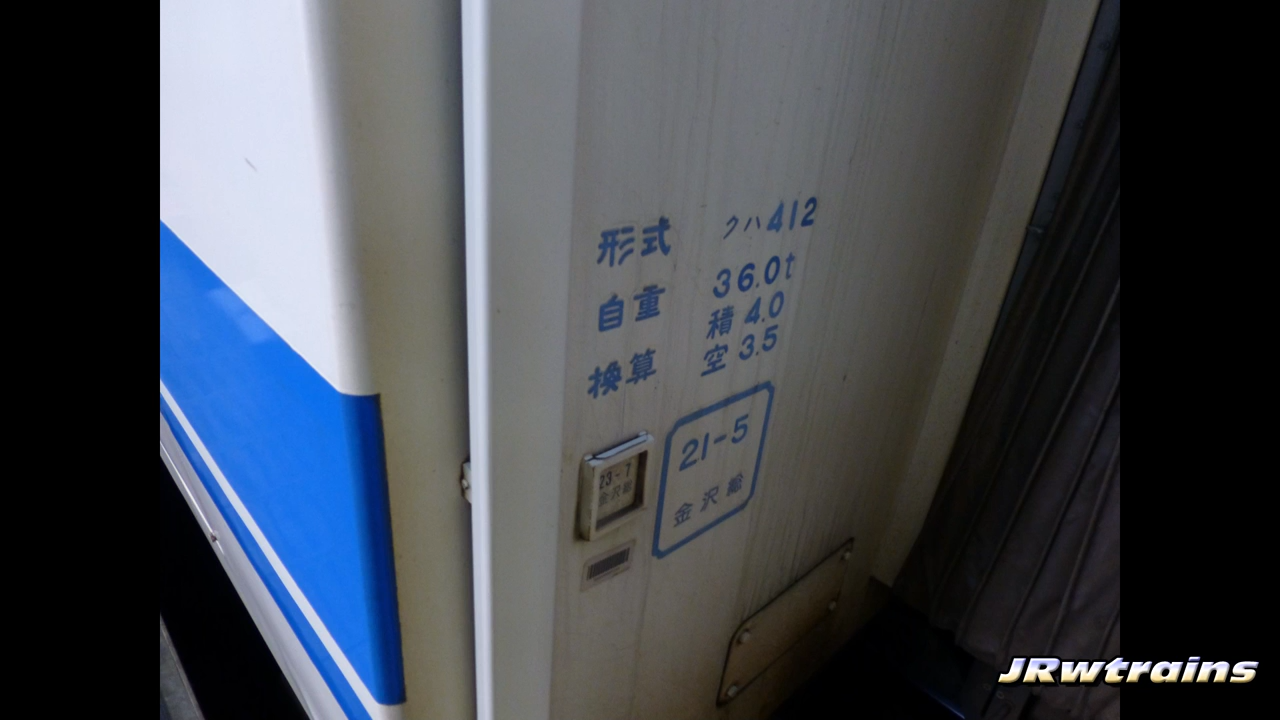 形式 クハ412
自重 36.0t
換算 積 4.0
空 3.5
21-5
金沢総
23-7
金沢総
JRwtrains